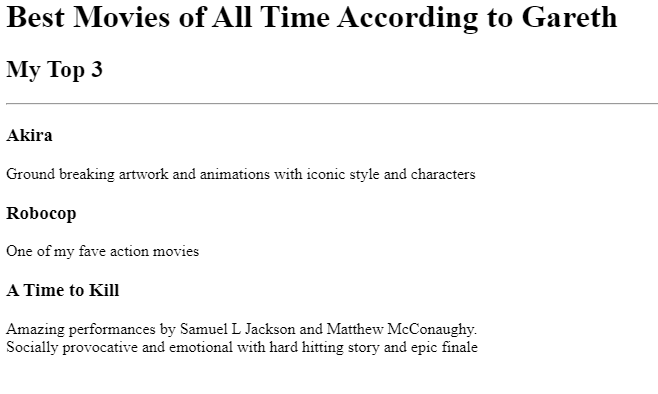 Best Movies of All Time According to Gareth
My Top 3
Akira
Ground breaking artwork and animations with iconic style and characters
Robocop
One of my fave action movies
A Time to Kill
Amazing performances by Samuel L Jackson and Matthew McConaughy.
Socially provocative and emotional with hard hitting story and epic finale